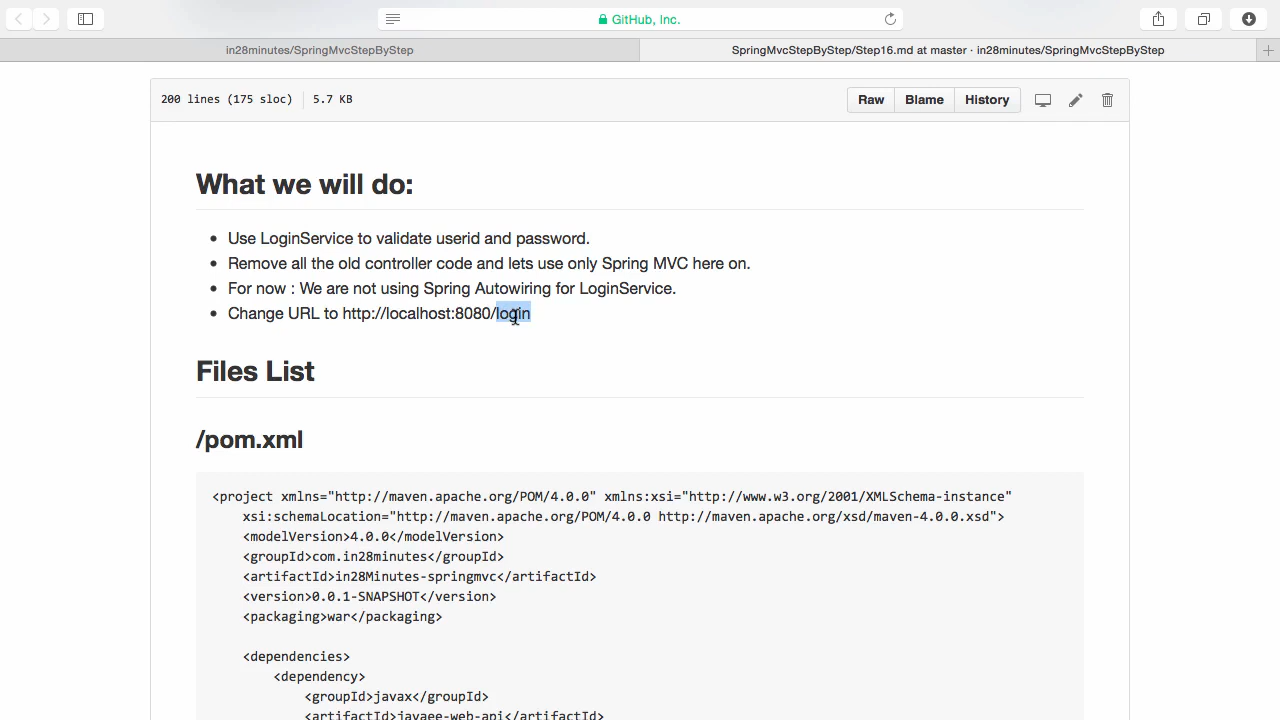 GitHub, Inc.
in28minutes/SpringMvcStepByStep
SpringMvcStepByStep/Step16.md at master · in28minutes/SpringMvcStepByStep
200 lines (175 sloc) 5.7 KB
Raw Blame History
What we will do:
• Use LoginService to validate userid and password.
• Remove all the old controller code and lets use only Spring MVC here on.
• For now : We are not using Spring Autowiring for LoginService.
• Change URL to http://localhost:8080/login
Files List
/pom.xml
<project xmlns="http://maven.apache.org/POM/4.0.0" xmlns:xsi="http://www.w3.org/2001/XMLSchema-instance"
xsi:schemaLocation="http://maven.apache.org/POM/4.0.0 http://maven.apache.org/xsd/maven-4.0.0.xsd">
<modelVersion>4.0.0</modelVersion>
<groupId>com.in28minutes</groupId>
<artifactId>in28Minutes-springmvc</artifactId>
<version>0.0.1-SNAPSHOT</version>
<packaging>war</packaging>
<dependencies>
<dependency>
<groupId>javax</groupId>
<artifactId>javaee-web-api</artifactId>